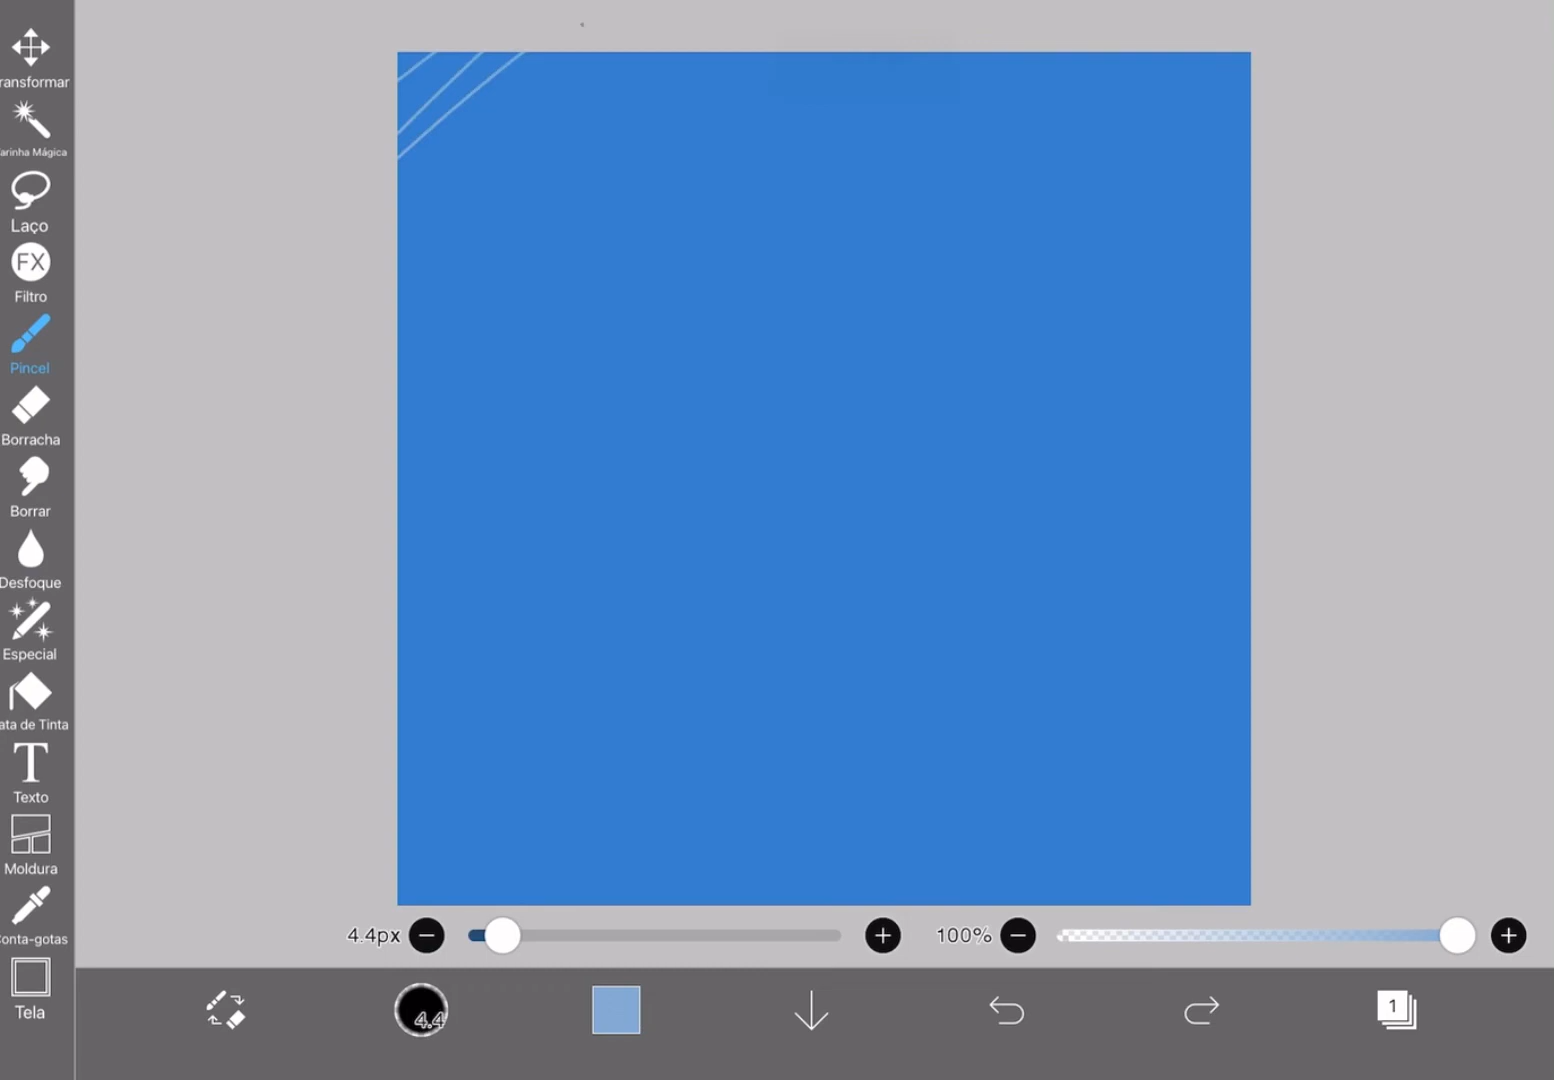 ransformar
arinha Mágica
Laço
FX
Filtro
Pincel
Borracha
Borrar
Desfoque
Especial
ata de Tinta
T
Texto
Moldura
onta-gotas
Tela
4.4px
100%
4.4
1